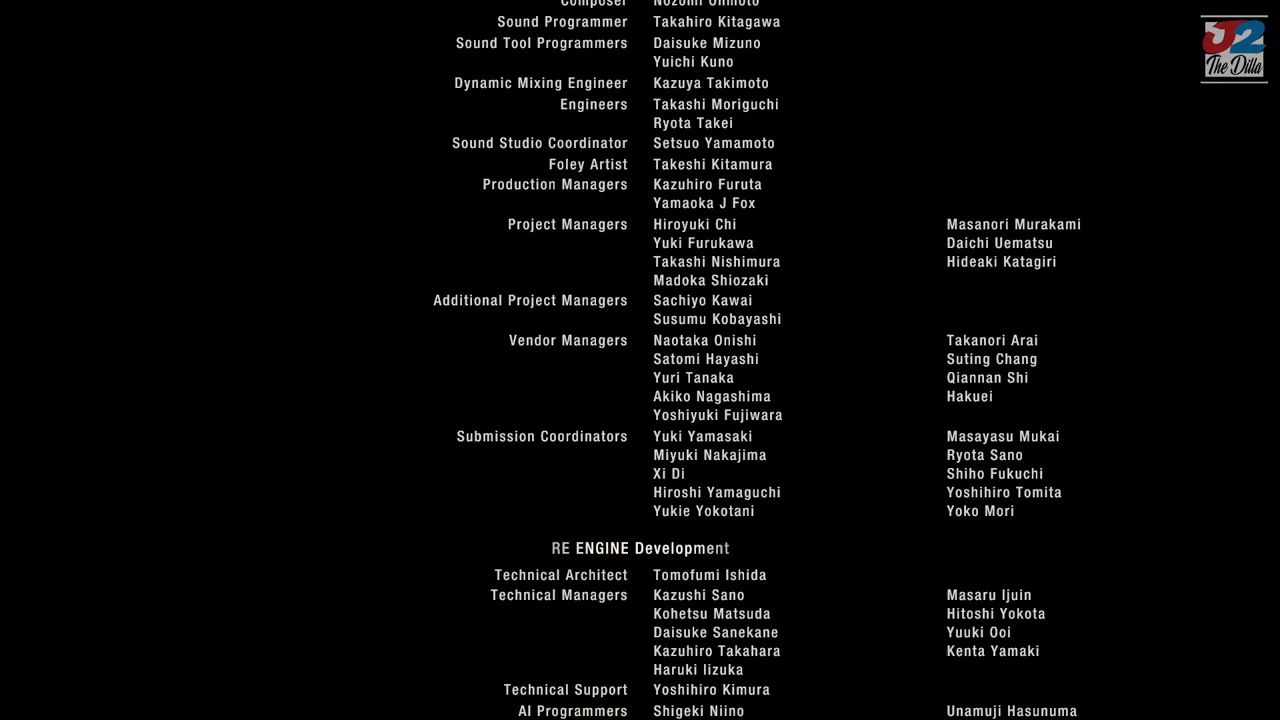 Composer Nozomi Ohmoto
Sound Programmer Takahiro Kitagawa
Sound Tool Programmers Daisuke Mizuno
Yuichi Kuno
Dynamic Mixing Engineer Kazuya Takimoto
Engineers Takashi Moriguchi
Ryota Takei
Sound Studio Coordinator Setsuo Yamamoto
Foley Artist Takeshi Kitamura
Production Managers Kazuhiro Furuta
Yamaoka J Fox
Project Managers Hiroyuki Chi Masanori Murakami
Yuki Furukawa Daichi Uematsu
Takashi Nishimura Hideaki Katagiri
Madoka Shiozaki
Additional Project Managers Sachiyo Kawai
Susumu Kobayashi
Vendor Managers Naotaka Onishi Takanori Arai
Satomi Hayashi Suting Chang
Yuri Tanaka Qiannan Shi
Akiko Nagashima Hakuei
Yoshiyuki Fujiwara
Submission Coordinators Yuki Yamasaki Masayasu Mukai
Miyuki Nakajima Ryota Sano
Xi Di Shiho Fukuchi
Hiroshi Yamaguchi Yoshihiro Tomita
Yukie Yokotani Yoko Mori
RE ENGINE Development
Technical Architect Tomofumi Ishida
Technical Managers Kazushi Sano Masaru Ijuin
Kohetsu Matsuda Hitoshi Yokota
Daisuke Sanekane Yuuki Ooi
Kazuhiro Takahara Kenta Yamaki
Haruki Iizuka
Technical Support Yoshihiro Kimura
AI Programmers Shigeki Niino Unamuji Hasunuma
J2
The Dilla